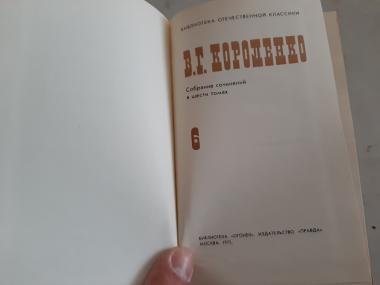 БИБЛИОТЕКА ОТЕЧЕСТВЕННОЙ КЛАССИКИ
В.Г. КОРОЛЕНКО
Собрание сочинений
в шести томах
6
БИБЛИОТЕКА «ОГОНЕК». ИЗДАТЕЛЬСТВО «ПРАВДА»
МОСКВА 1971